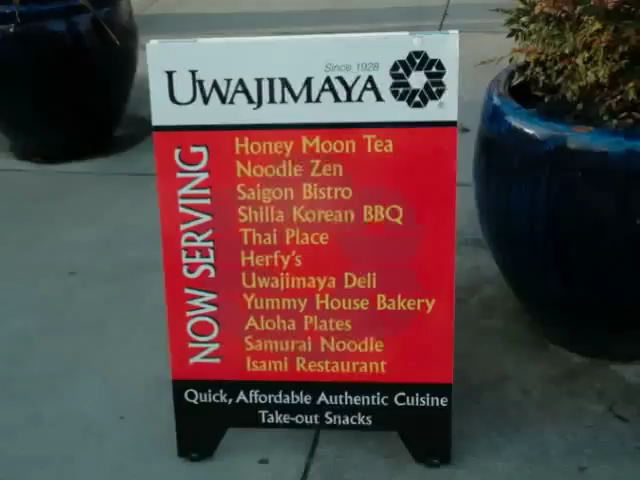 Since 1928
UWAJIMAYA®
NOW SERVING
Honey Moon Tea
Noodle Zen
Saigon Bistro
Shilla Korean BBQ
Thai Place
Herfy's
Uwajimaya Deli
Yummy House Bakery
Aloha Plates
Samurai Noodle
Isami Restaurant
Quick, Affordable Authentic Cuisine
Take-out Snacks